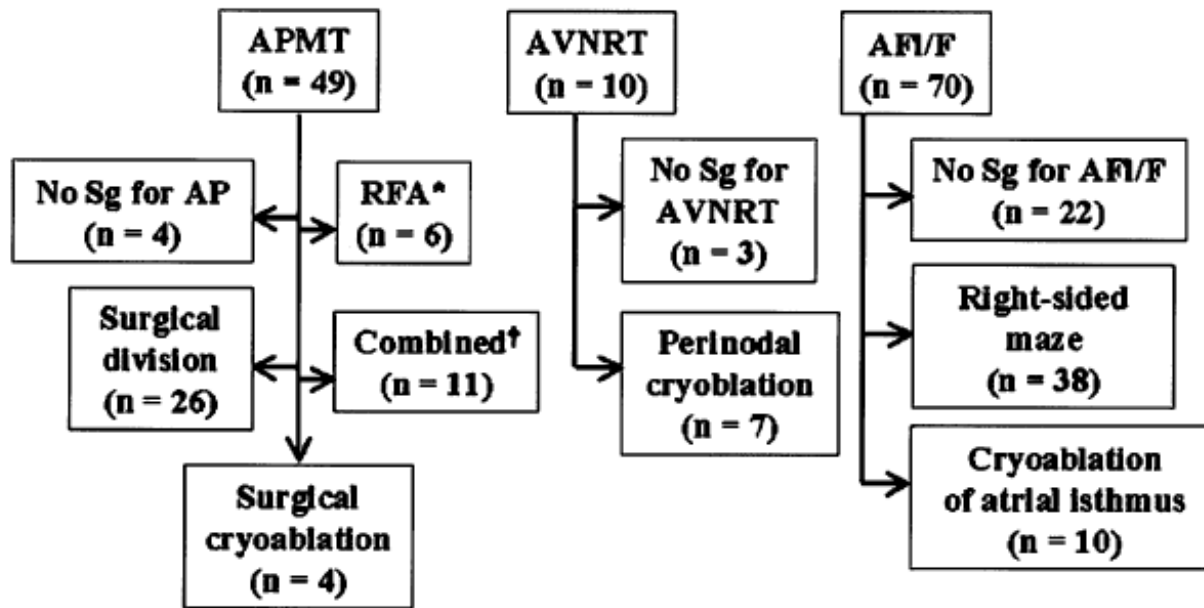 APMT
(n = 49)
No Sg for AP
(n = 4)
RFA*
(n = 6)
Surgical
division
(n = 26)
Combined†
(n = 11)
Surgical
cryoablation
(n = 4)
AVNRT
(n = 10)
No Sg for
AVNRT
(n = 3)
Perinodal
cryoblation
(n = 7)
AFl/F
(n = 70)
No Sg for AFl/F
(n = 22)
Right-sided
maze
(n = 38)
Cryoablation
of atrial isthmus
(n = 10)